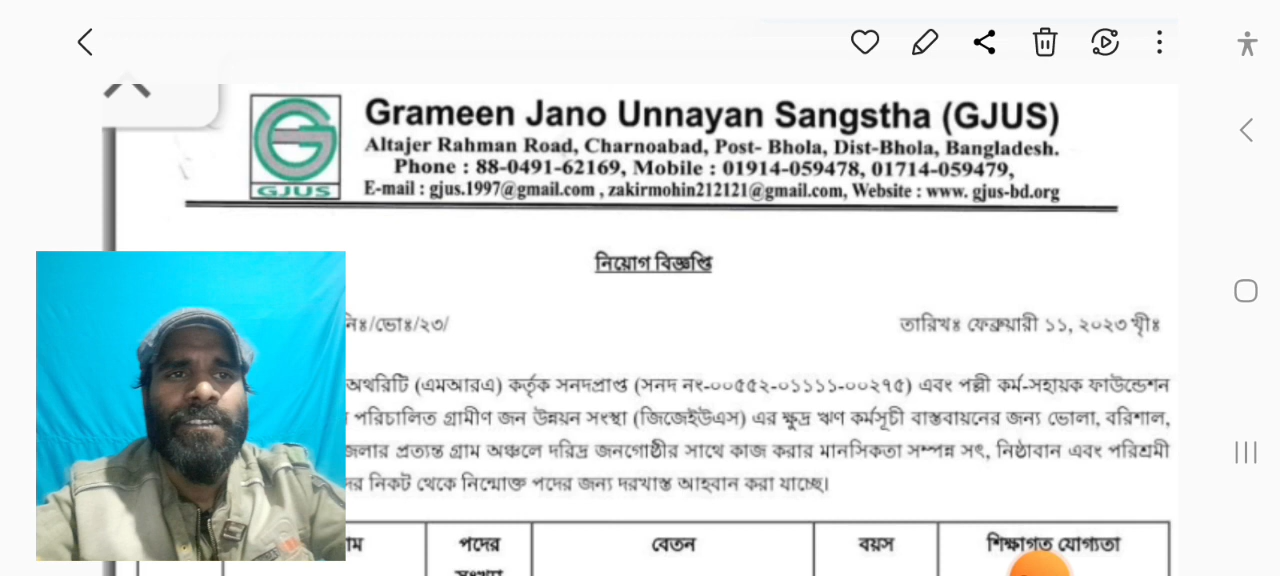 Grameen Jano Unnayan Sangstha (GJUS)
Altajer Rahman Road, Charnoabad, Post- Bhola, Dist-Bhola, Bangladesh.
Phone : 88-0491-62169, Mobile : 01914-059478, 01714-059479,
E-mail : gjus.1997@gmail.com , zakirmohin212121@gmail.com, Website : www. gjus-bd.org
GJUS
নিয়োগ বিজ্ঞপ্তি
নিঃ/ভোঃ/২৩/
তারিখঃ ফেব্রুয়ারী ১১, ২০২৩ খ্রীঃ
অথরিটি (এমআরএ) কর্তৃক সনদপ্রাপ্ত (সনদ নং-০০৫৫২-০১১১১-০০২৭৫) এবং পল্লী কর্ম-সহায়ক ফাউন্ডেশন
পরিচালিত গ্রামীণ জন উন্নয়ন সংস্থা (জিজেইউএস) এর ক্ষুদ্র ঋণ কর্মসূচী বাস্তবায়নের জন্য ভোলা, বরিশাল,
জেলার প্রত্যন্ত গ্রাম অঞ্চলে দরিদ্র জনগোষ্ঠীর সাথে কাজ করার মানসিকতা সম্পন্ন সৎ, নিষ্ঠাবান এবং পরিশ্রমী
নিকট থেকে নিম্মোক্ত পদের জন্য দরখাস্ত আহবান করা যাচ্ছে।
পদের
সংখ্যা
বেতন
বয়স
শিক্ষাগত যোগ্যতা